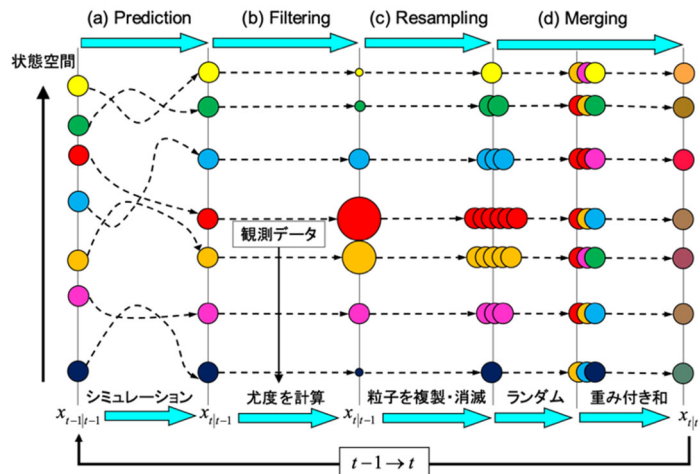 (a) Prediction
(b) Filtering
(c) Resampling
(d) Merging
状態空間
観測データ
シミュレーション
尤度を計算
粒子を複製・消滅
ランダム
重み付き和
x_{t-1|t-1}
x_{t|t-1}
x_{t|t-1}
x_{t|t}
t-1→t